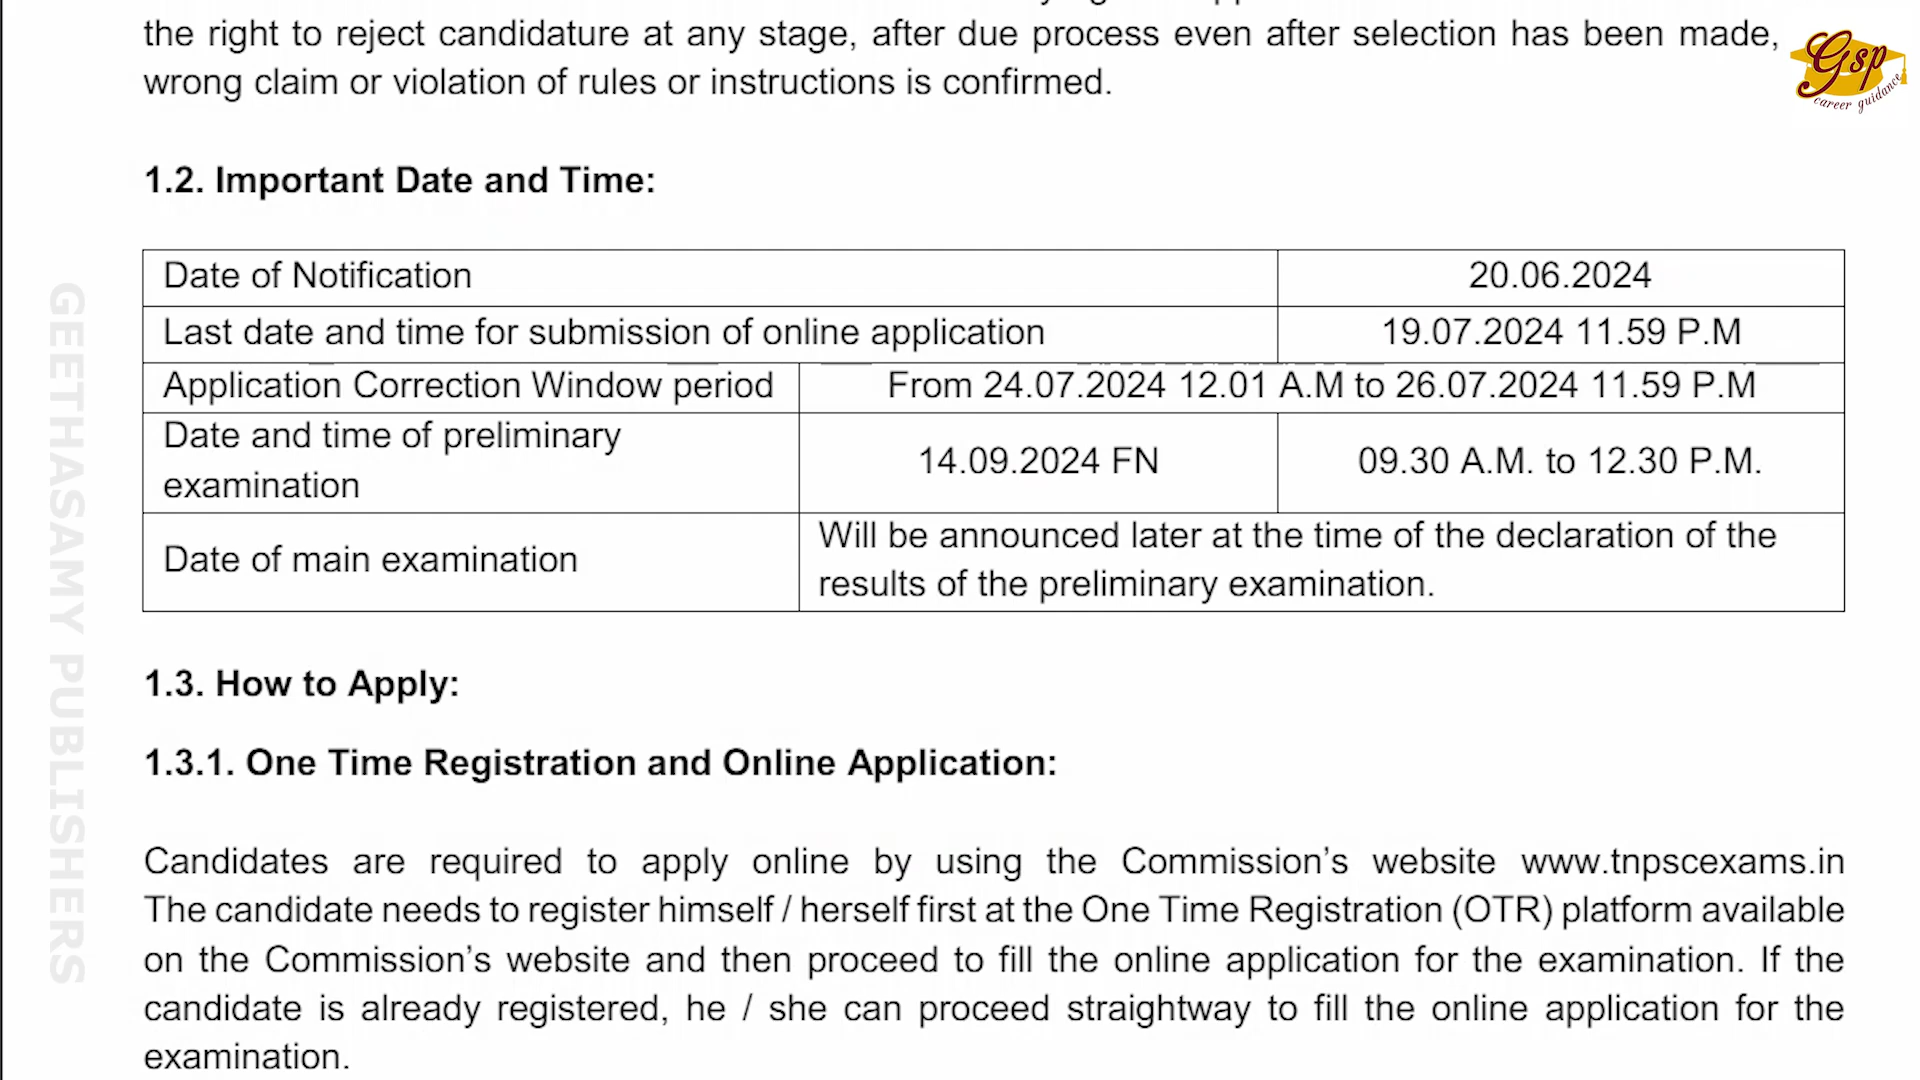 the right to reject candidature at any stage, after due process even after selection has been made,
wrong claim or violation of rules or instructions is confirmed.
Gsp
career guidance
1.2. Important Date and Time:
Date of Notification 20.06.2024
Last date and time for submission of online application 19.07.2024 11.59 P.M
Application Correction Window period From 24.07.2024 12.01 A.M to 26.07.2024 11.59 P.M
Date and time of preliminary
examination 14.09.2024 FN 09.30 A.M. to 12.30 P.M.
Date of main examination Will be announced later at the time of the declaration of the
results of the preliminary examination.
1.3. How to Apply:
1.3.1. One Time Registration and Online Application:
Candidates are required to apply online by using the Commission’s website www.tnpscexams.in
The candidate needs to register himself / herself first at the One Time Registration (OTR) platform available
on the Commission’s website and then proceed to fill the online application for the examination. If the
candidate is already registered, he / she can proceed straightway to fill the online application for the
examination.
GEETHASAMY PUBLISHERS